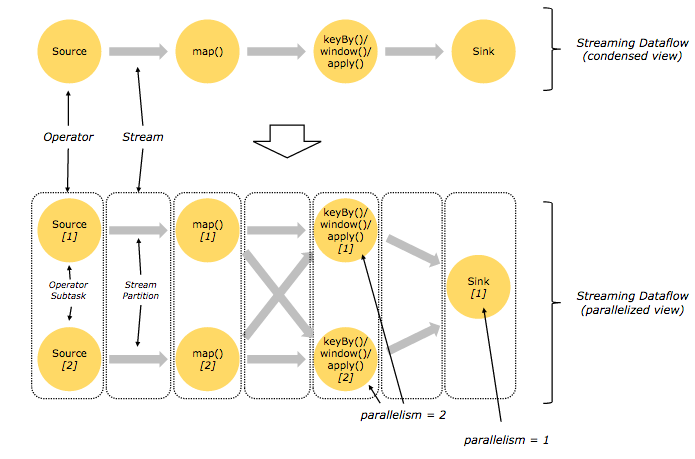 Source
map()
keyBy()/
window()/
apply()
Sink
Streaming Dataflow
(condensed view)
Operator
Stream
Source
[1]
map()
[1]
keyBy()/
window()/
apply()
[1]
Operator
Subtask
Stream
Partition
Sink
[1]
Streaming Dataflow
(parallelized view)
Source
[2]
map()
[2]
keyBy()/
window()/
apply()
[2]
parallelism = 2
parallelism = 1